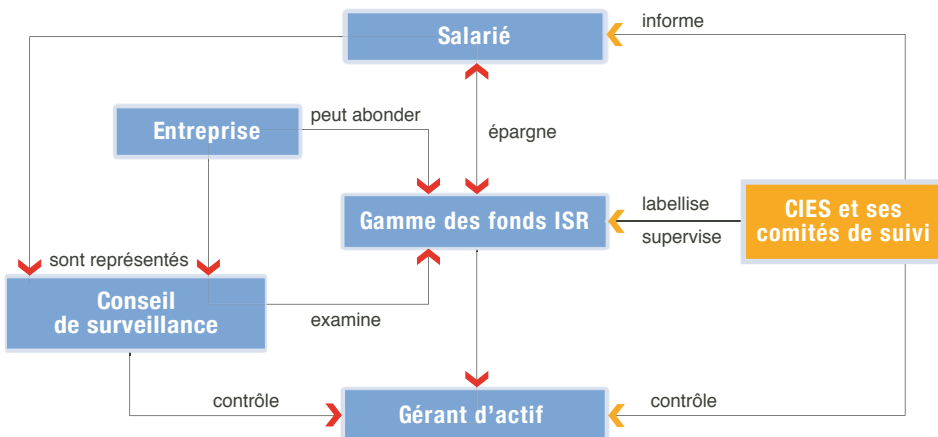 informe
Salarié
peut abonder
Entreprise
épargne
labellise
Gamme des fonds ISR
CIES et ses
comités de suivi
supervise
sont représentés
Conseil
de surveillance
examine
contrôle
Gérant d'actif
contrôle